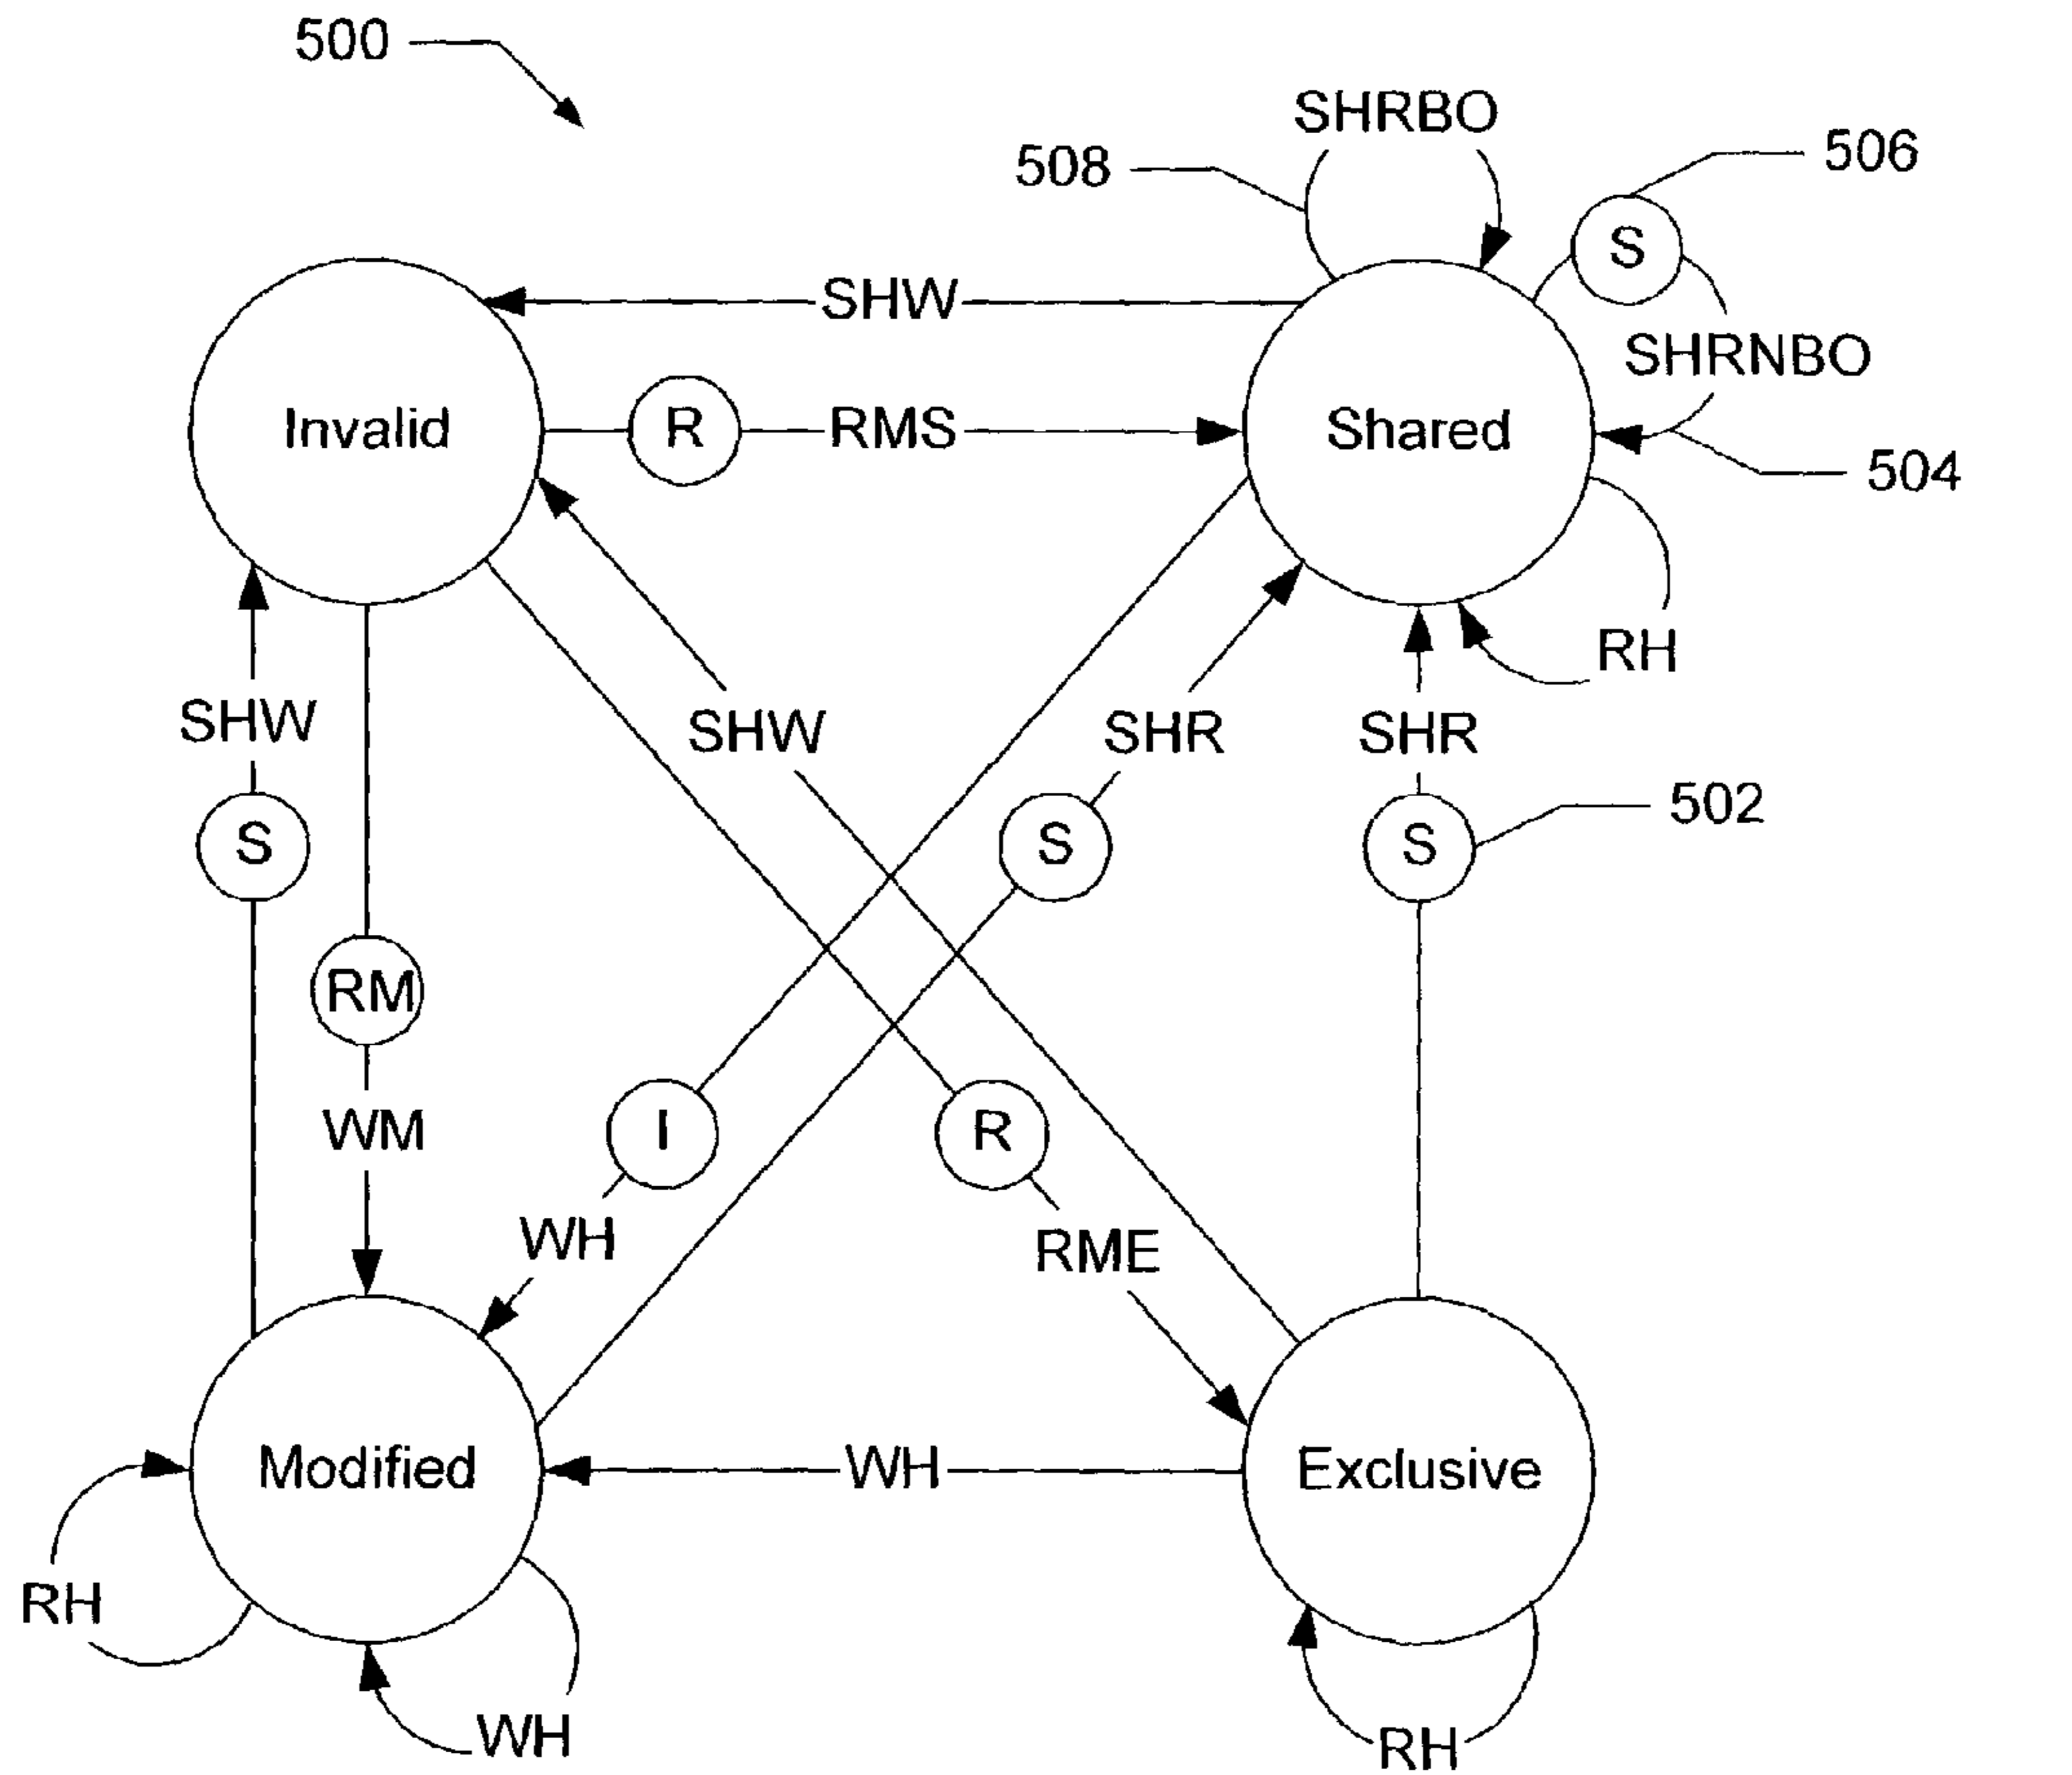 500
SHRBO
508
506
S
SHW
SHRNBO
Invalid
R
RMS
Shared
504
RH
SHW
SHW
SHR
SHR
S
S
S
502
RM
WM
I
R
WH
RME
Modified
WH
Exclusive
RH
WH
RH